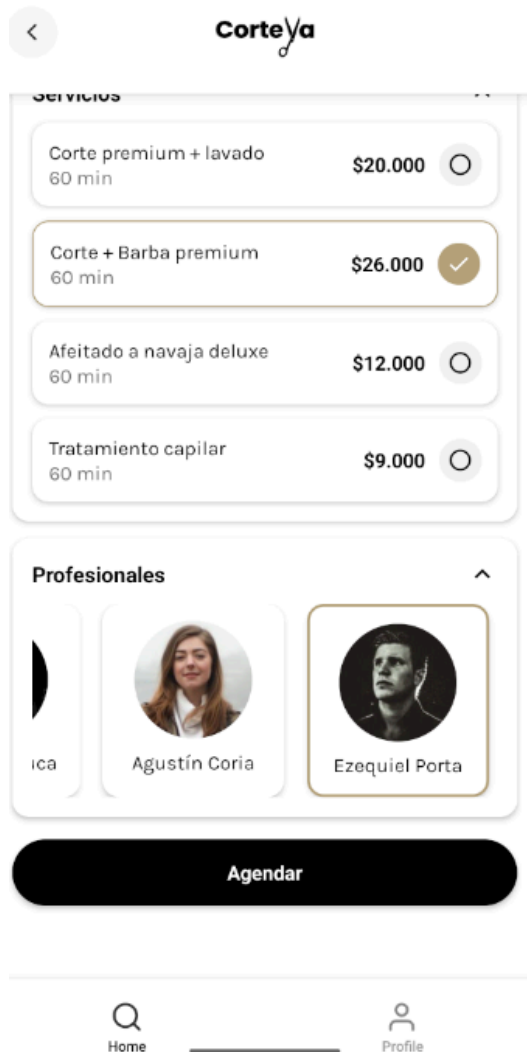 CorteYa
Servicios
Corte premium + lavado
60 min
$20.000
Corte + Barba premium
60 min
$26.000
Afeitado a navaja deluxe
60 min
$12.000
Tratamiento capilar
60 min
$9.000
Profesionales
Agustín Coria
Ezequiel Porta
Agendar
Home
Profile